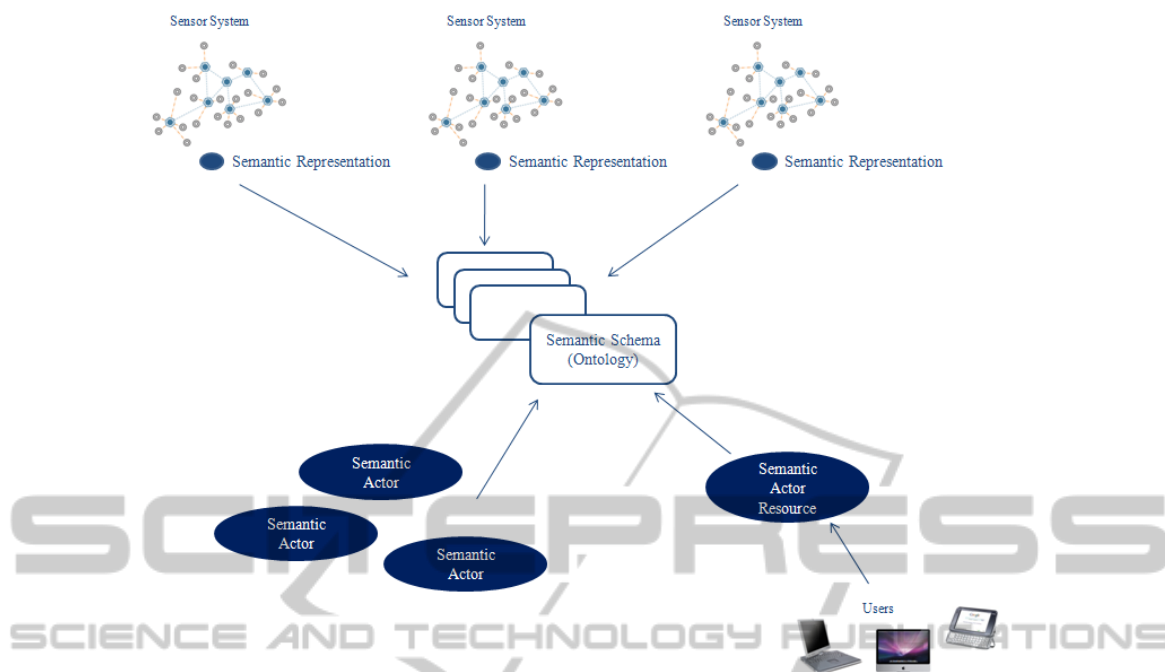 Sensor System
Sensor System
Sensor System
Semantic Representation
Semantic Representation
Semantic Representation
Semantic Schema
(Ontology)
Semantic
Actor
Semantic
Actor
Semantic
Actor
Semantic
Actor
Resource
Users
SCITEPRESS
SCIENCE AND TECHNOLOGY PUBLICATIONS